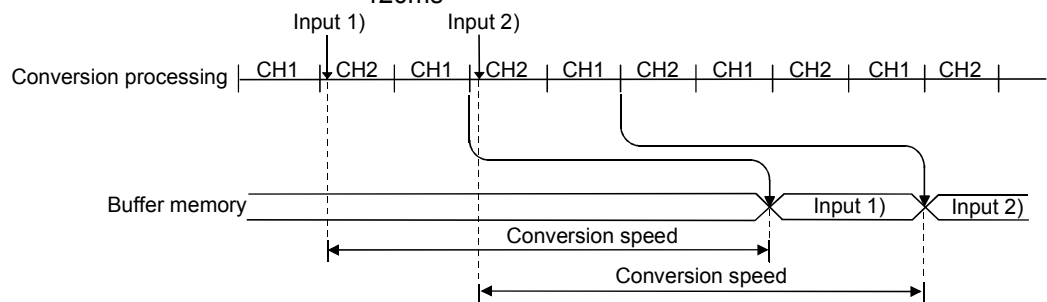 Input 1) Input 2)
Conversion processing CH1 CH2 CH1 CH2 CH1 CH2 CH1 CH2 CH1 CH2
Buffer memory Input 1) Input 2)
Conversion speed
Conversion speed